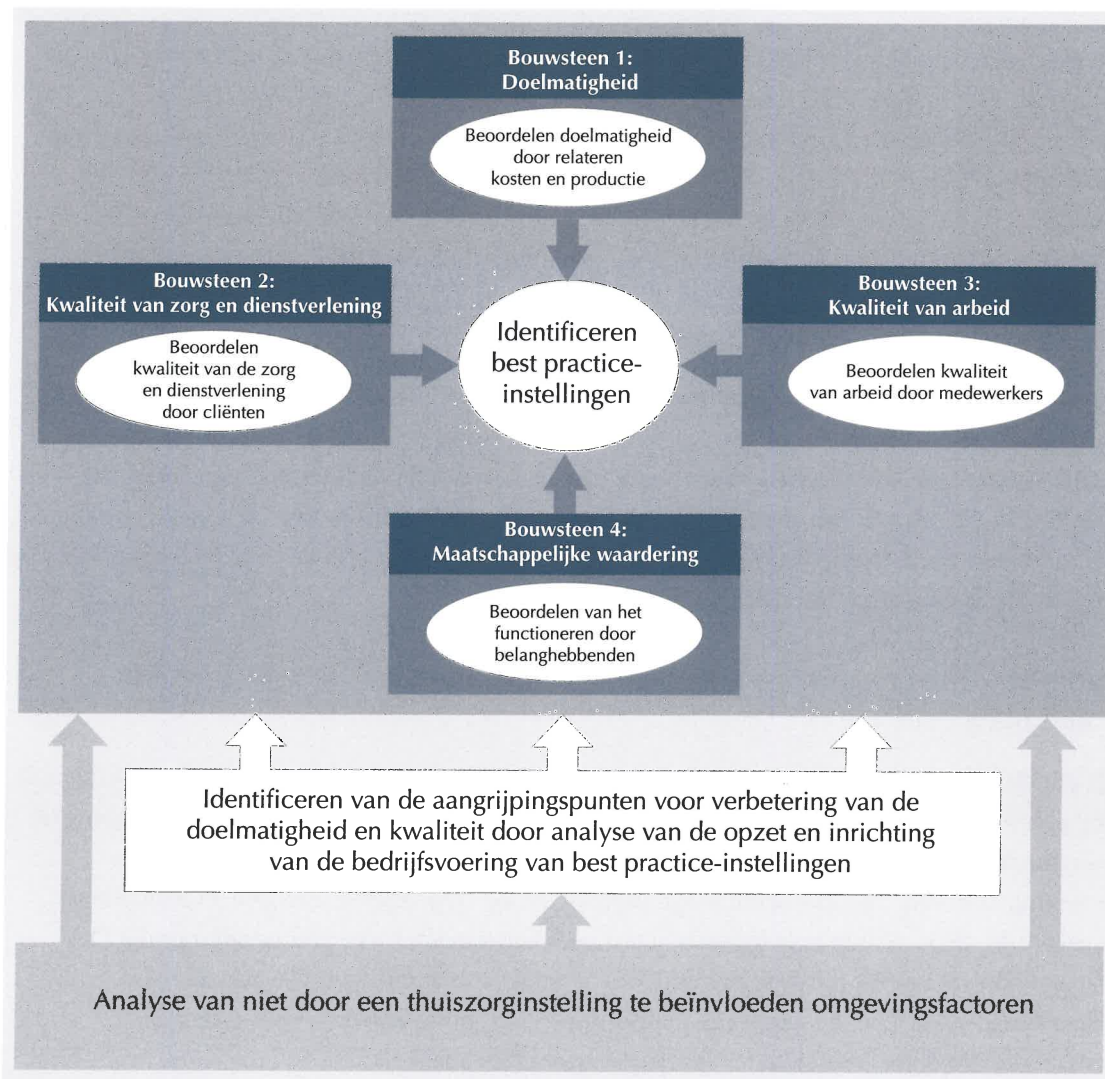 Bouwsteen 1:
Doelmatigheid
Beoordelen doelmatigheid
door relateren
kosten en productie
Bouwsteen 2:
Kwaliteit van zorg en dienstverlening
Beoordelen
kwaliteit van de zorg
en dienstverlening
door cliënten
Identificeren
best practice-
instellingen
Bouwsteen 3:
Kwaliteit van arbeid
Beoordelen kwaliteit
van arbeid door medewerkers
Bouwsteen 4:
Maatschappelijke waardering
Beoordelen van het
functioneren door
belanghebbenden
Identificeren van de aangrijpingspunten voor verbetering van de
doelmatigheid en kwaliteit door analyse van de opzet en inrichting
van de bedrijfsvoering van best practice-instellingen
Analyse van niet door een thuiszorginstelling te beïnvloeden omgevingsfactoren